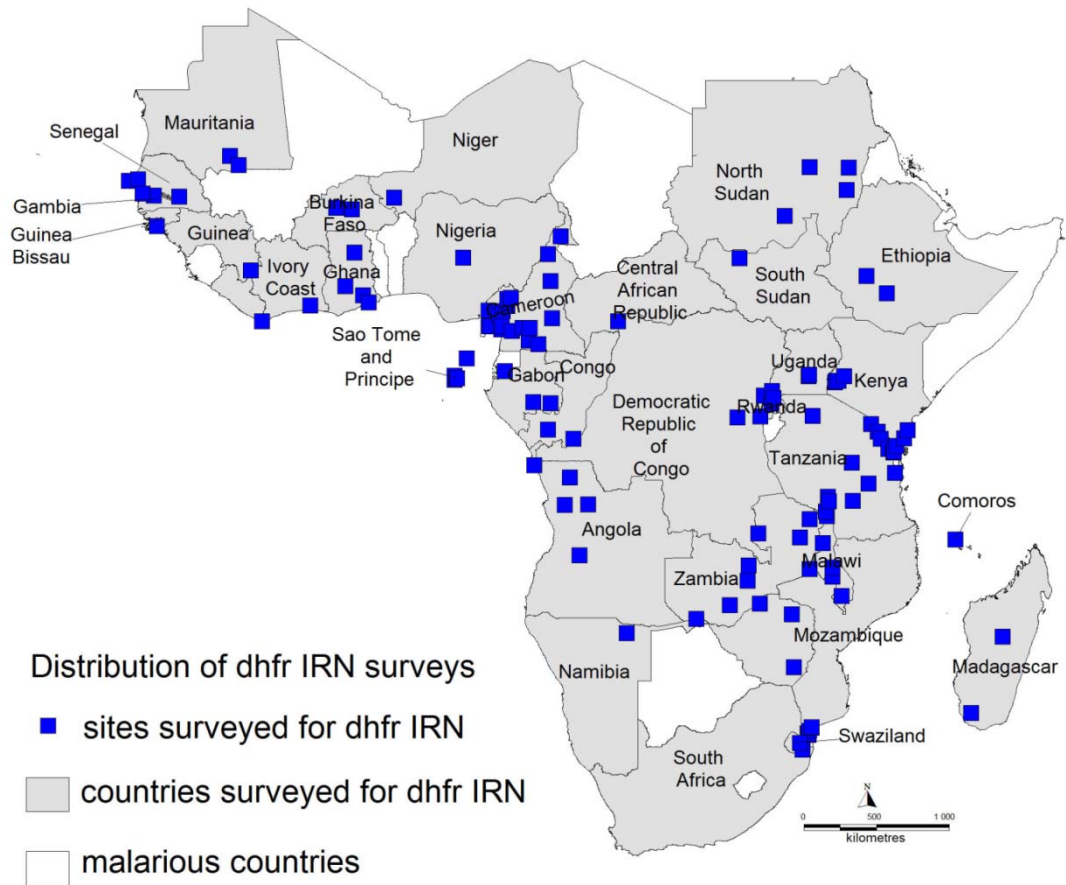 Mauritania
Senegal
Niger
North
Sudan
Gambia
Guinea
Bissau
Guinea
Burkina
Faso
Nigeria
Ivory
Coast
Ghana
Cameroon
Central
African
Republic
South
Sudan
Ethiopia
Sao Tome
and
Principe
Gabon
Congo
Uganda
Kenya
Rwanda
Democratic
Republic
of
Congo
Tanzania
Comoros
Angola
Malawi
Zambia
Mozambique
Namibia
Madagascar
Swaziland
South
Africa
Distribution of dhfr IRN surveys
sites surveyed for dhfr IRN
countries surveyed for dhfr IRN
malarious countries
N
0 500 1 000
kilometres